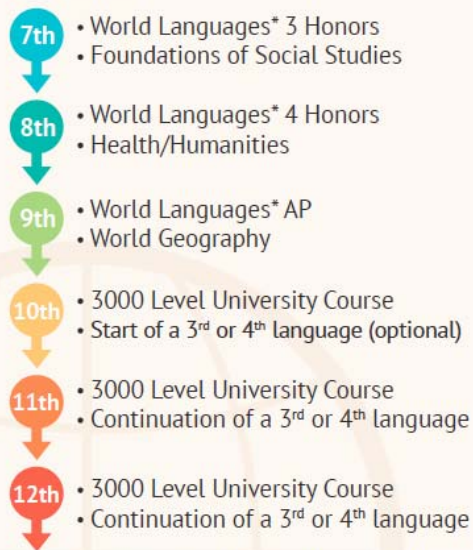 7th
• World Languages* 3 Honors
• Foundations of Social Studies
8th
• World Languages* 4 Honors
• Health/Humanities
9th
• World Languages* AP
• World Geography
10th
• 3000 Level University Course
• Start of a 3rd or 4th language (optional)
11th
• 3000 Level University Course
• Continuation of a 3rd or 4th language
12th
• 3000 Level University Course
• Continuation of a 3rd or 4th language